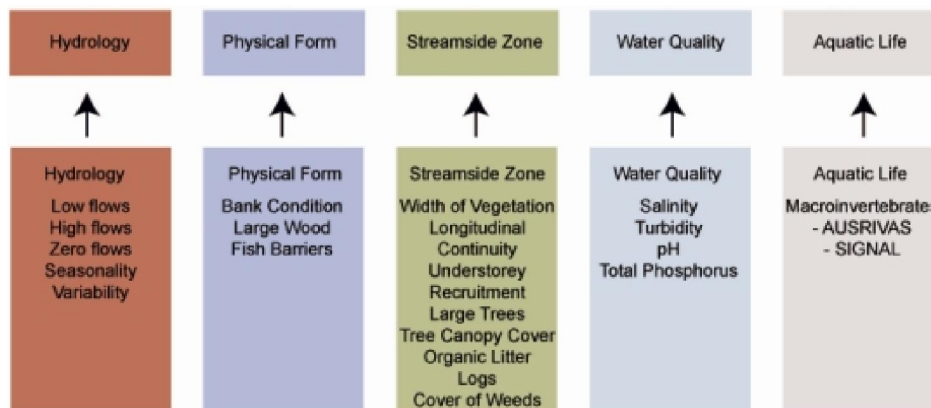 Hydrology
Physical Form
Streamside Zone
Water Quality
Aquatic Life
Hydrology
Low flows
High flows
Zero flows
Seasonality
Variability
Physical Form
Bank Condition
Large Wood
Fish Barriers
Streamside Zone
Width of Vegetation
Longitudinal
Continuity
Understorey
Recruitment
Large Trees
Tree Canopy Cover
Organic Litter
Logs
Cover of Weeds
Water Quality
Salinity
Turbidity
pH
Total Phosphorus
Aquatic Life
Macroinvertebrate
- AUSRIVAS
- SIGNAL